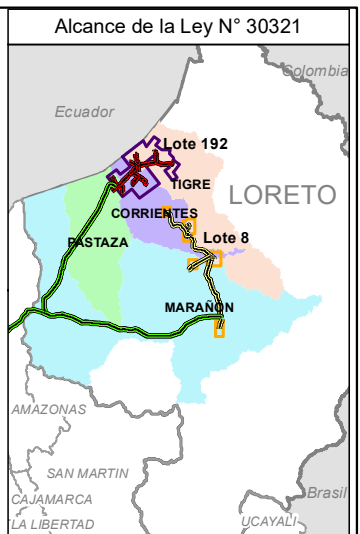 Alcance de la Ley N° 30321
Colombia
Ecuador
Lote 192
TIGRE
LORETO
CORRIENTES
PASTAZA
Lote 8
MARAÑON
AMAZONAS
SAN MARTIN
CAJAMARCA
Brasil
LA LIBERTAD
UCAYALI